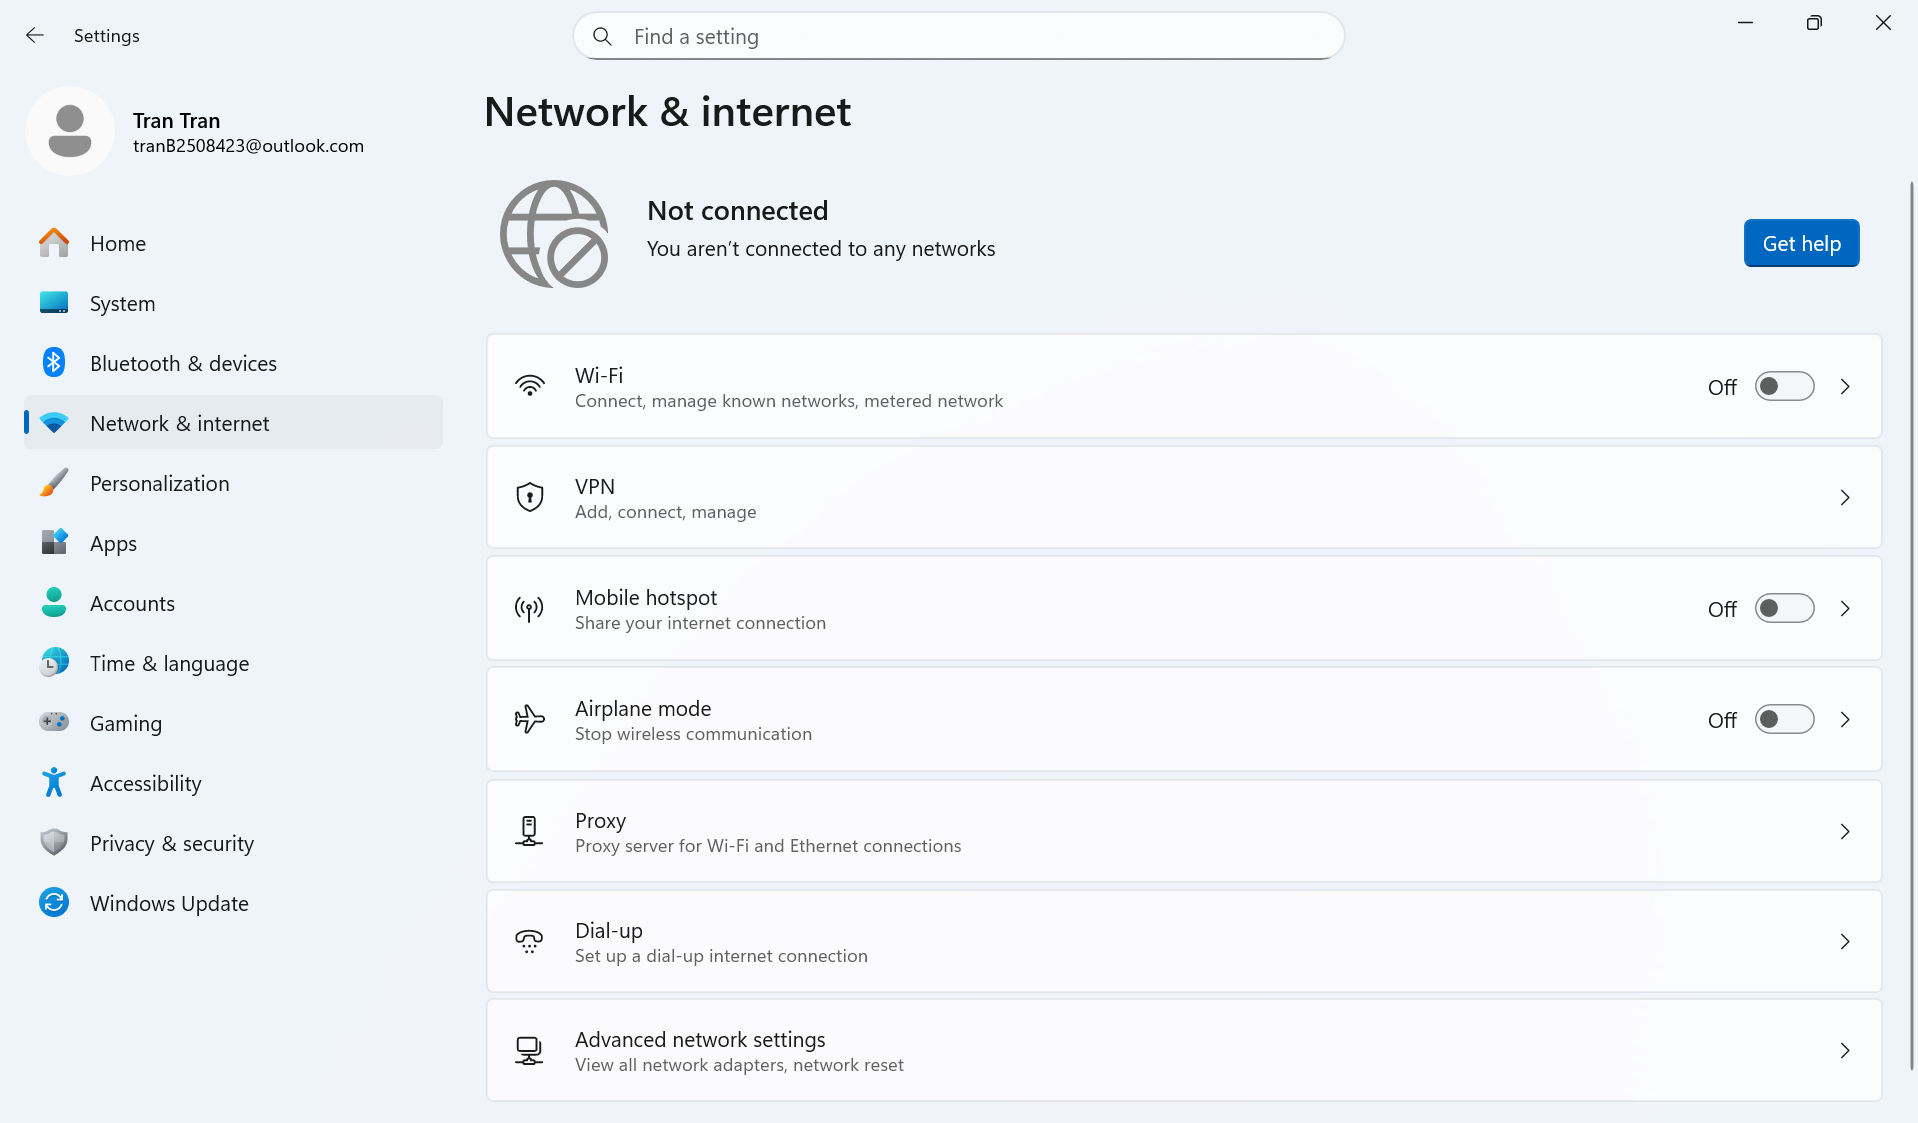 Settings
Find a setting
Tran Tran
tranB2508423@outlook.com
Home
System
Bluetooth & devices
Network & internet
Personalization
Apps
Accounts
Time & language
Gaming
Accessibility
Privacy & security
Windows Update
Network & internet
Not connected
You aren’t connected to any networks
Get help
Wi-Fi
Connect, manage known networks, metered network
Off
VPN
Add, connect, manage
Mobile hotspot
Share your internet connection
Off
Airplane mode
Stop wireless communication
Off
Proxy
Proxy server for Wi-Fi and Ethernet connections
Dial-up
Set up a dial-up internet connection
Advanced network settings
View all network adapters, network reset